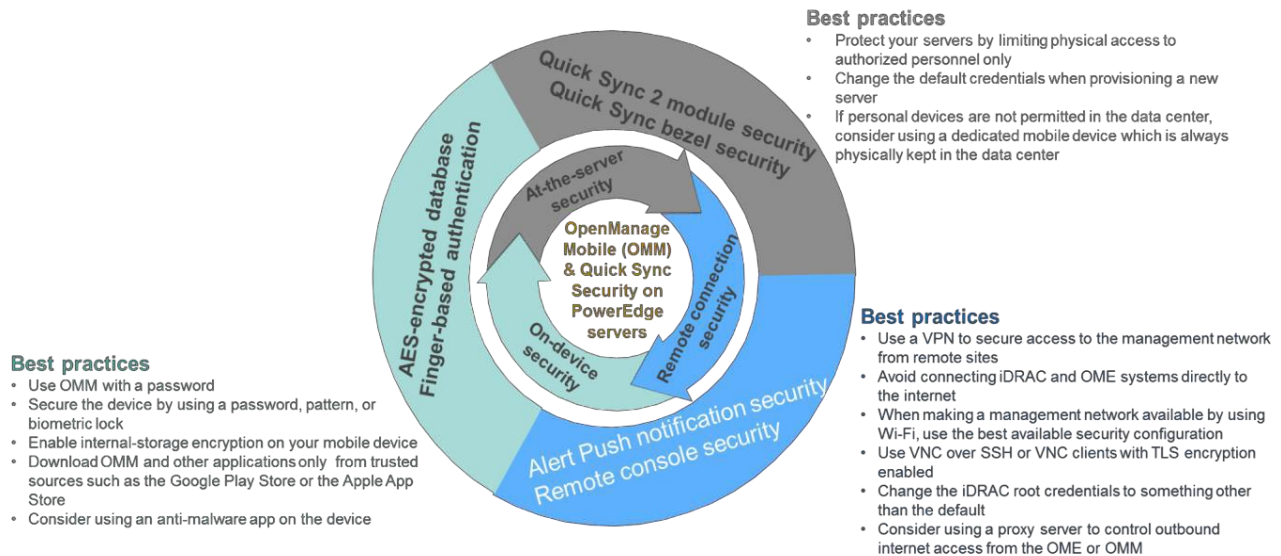 Best practices
• Protect your servers by limiting physical access to
authorized personnel only
• Change the default credentials when provisioning a new
server
• If personal devices are not permitted in the data center,
consider using a dedicated mobile device which is always
physically kept in the data center
Quick Sync 2 module security
Quick Sync bezel security
AES-encrypted database
Finger-based authentication
At-the-server
security
OpenManage
Mobile (OMM)
& Quick Sync
Security on
PowerEdge
servers
Remote connection
security
On-device
security
Alert Push notification security
Remote console security
Best practices
• Use OMM with a password
• Secure the device by using a password, pattern, or
biometric lock
• Enable internal-storage encryption on your mobile device
• Download OMM and other applications only from trusted
sources such as the Google Play Store or the Apple App
Store
• Consider using an anti-malware app on the device
Best practices
• Use a VPN to secure access to the management network
from remote sites
• Avoid connecting iDRAC and OME systems directly to
the internet
• When making a management network available by using
Wi-Fi, use the best available security configuration
• Use VNC over SSH or VNC clients with TLS encryption
enabled
• Change the iDRAC root credentials to something other
than the default
• Consider using a proxy server to control outbound
internet access from the OME or OMM